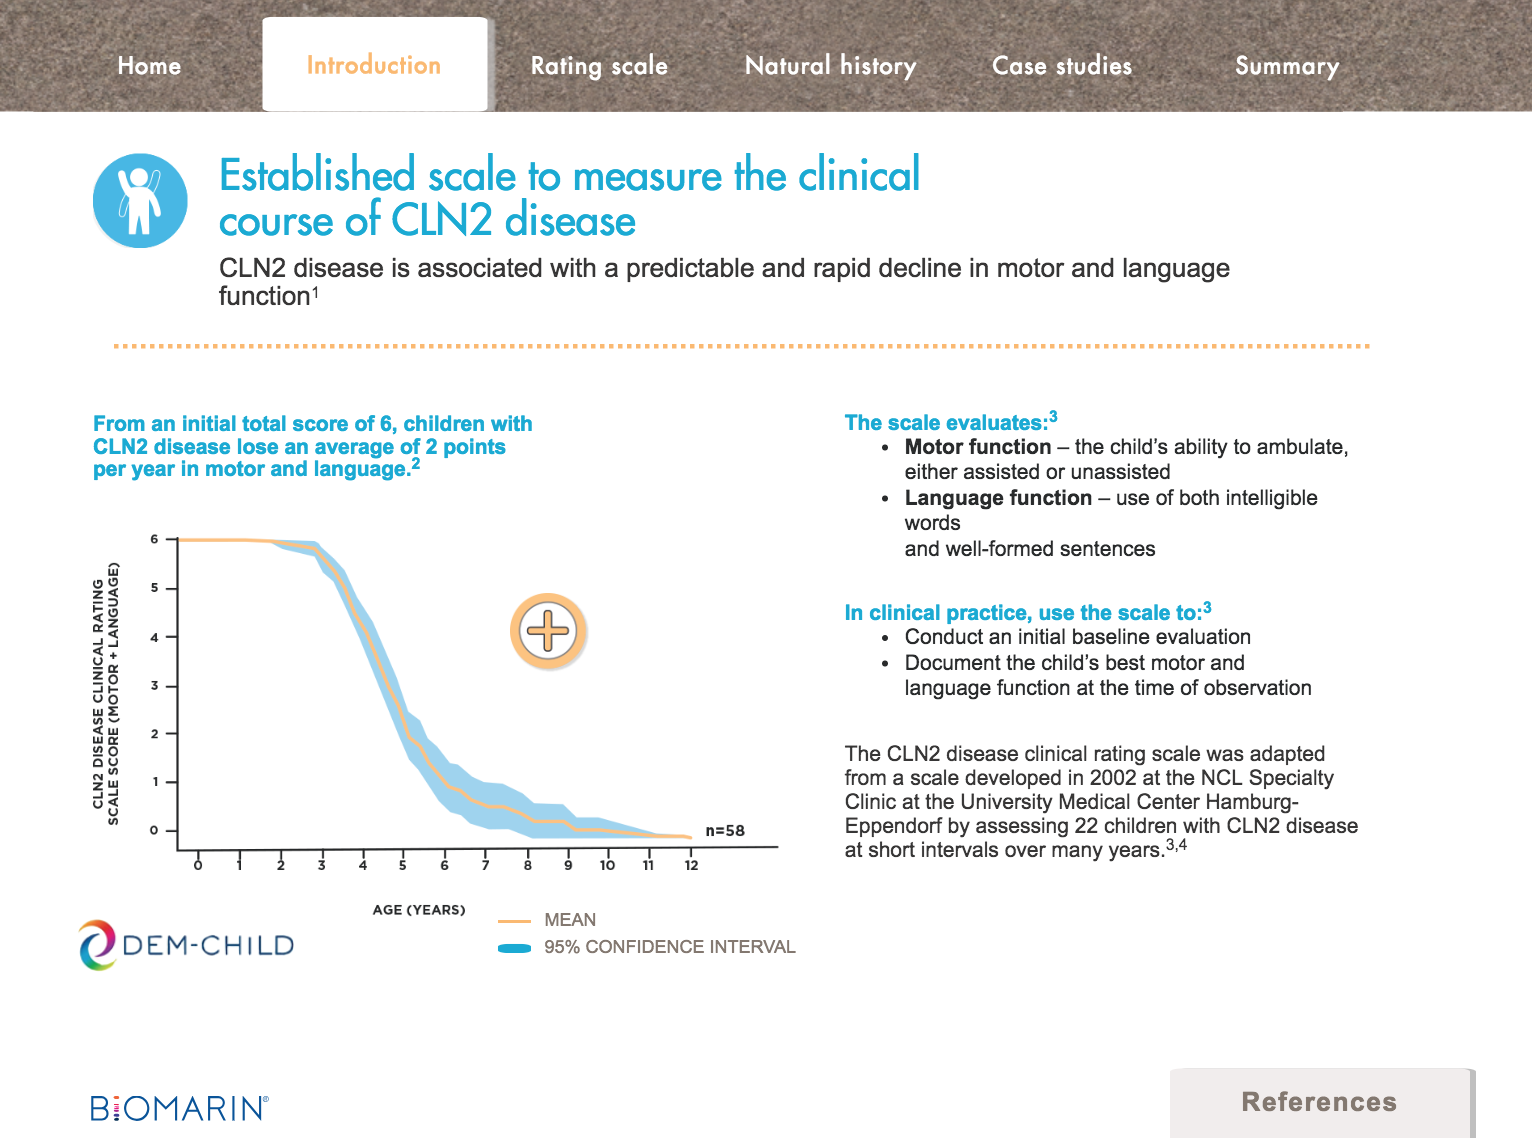 Home Introduction Rating scale Natural history Case studies Summary
Established scale to measure the clinical
course of CLN2 disease
CLN2 disease is associated with a predictable and rapid decline in motor and language
function1
From an initial total score of 6, children with
CLN2 disease lose an average of 2 points
per year in motor and language.2
CLN2 DISEASE CLINICAL RATING
SCALE SCORE (MOTOR + LANGUAGE)
6
5
4
3
2
1
0
n=58
0 1 2 3 4 5 6 7 8 9 10 11 12
AGE (YEARS)
MEAN
95% CONFIDENCE INTERVAL
DEM-CHILD
The scale evaluates:3
• Motor function – the child’s ability to ambulate,
either assisted or unassisted
• Language function – use of both intelligible
words
and well-formed sentences
In clinical practice, use the scale to:3
• Conduct an initial baseline evaluation
• Document the child’s best motor and
language function at the time of observation
The CLN2 disease clinical rating scale was adapted
from a scale developed in 2002 at the NCL Specialty
Clinic at the University Medical Center Hamburg-
Eppendorf by assessing 22 children with CLN2 disease
at short intervals over many years.3,4
BIOMARIN®
References